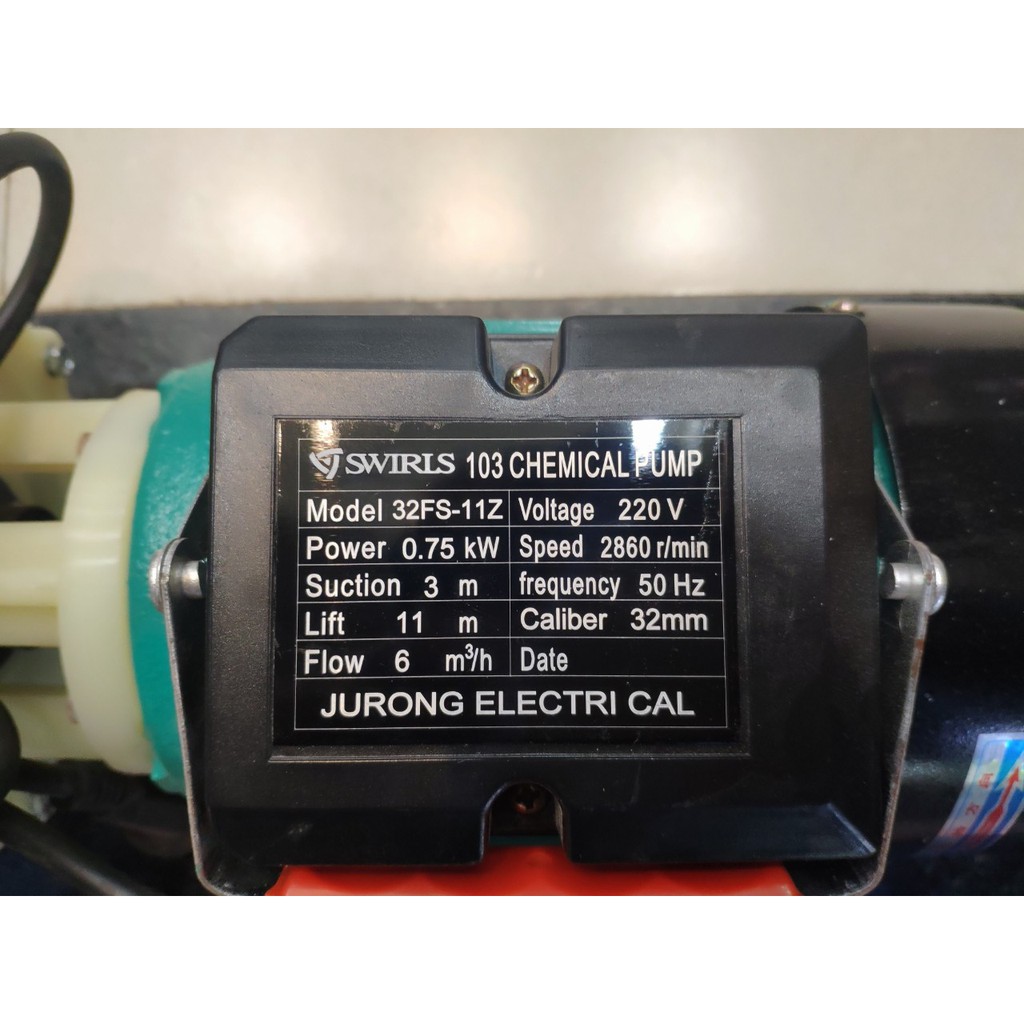 SWIRLS 103 CHEMICAL PUMP
Model 32FS-11Z Voltage 220 V
Power 0.75 kW Speed 2860 r/min
Suction 3 m frequency 50 Hz
Lift 11 m Caliber 32mm
Flow 6 m³/h Date
JURONG ELECTRI CAL